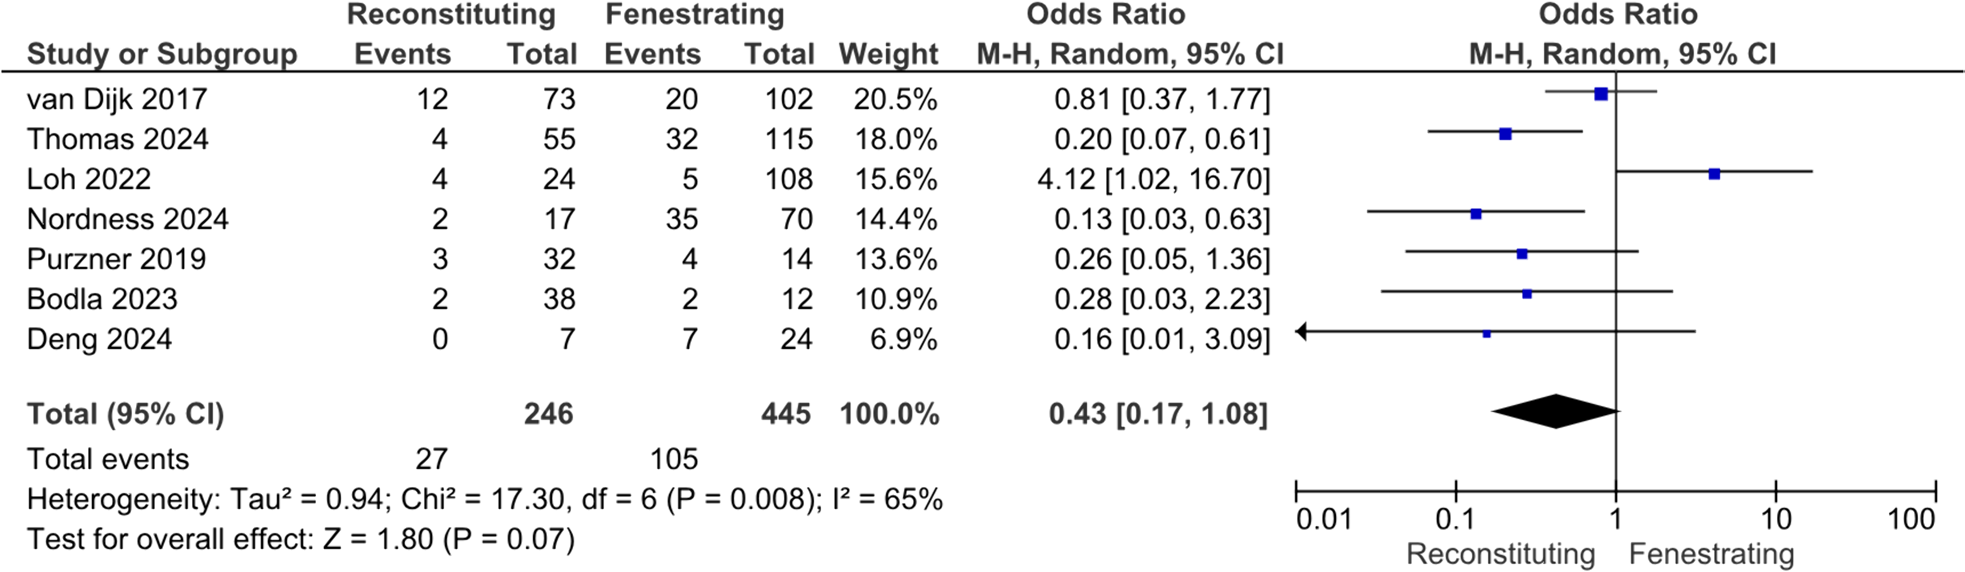 Reconstituting Fenestrating Odds Ratio Odds Ratio
Study or Subgroup Events Total Events Total Weight M-H, Random, 95% CI M-H, Random, 95% CI
van Dijk 2017 12 73 20 102 20.5% 0.81 [0.37, 1.77]
Thomas 2024 4 55 32 115 18.0% 0.20 [0.07, 0.61]
Loh 2022 4 24 5 108 15.6% 4.12 [1.02, 16.70]
Nordness 2024 2 17 35 70 14.4% 0.13 [0.03, 0.63]
Purzner 2019 3 32 4 14 13.6% 0.26 [0.05, 1.36]
Bodla 2023 2 38 2 12 10.9% 0.28 [0.03, 2.23]
Deng 2024 0 7 7 24 6.9% 0.16 [0.01, 3.09]
Total (95% CI) 246 445 100.0% 0.43 [0.17, 1.08]
Total events 27 105
Heterogeneity: Tau² = 0.94; Chi² = 17.30, df = 6 (P = 0.008); I² = 65%
Test for overall effect: Z = 1.80 (P = 0.07)
0.01 0.1 1 10 100
Reconstituting Fenestrating